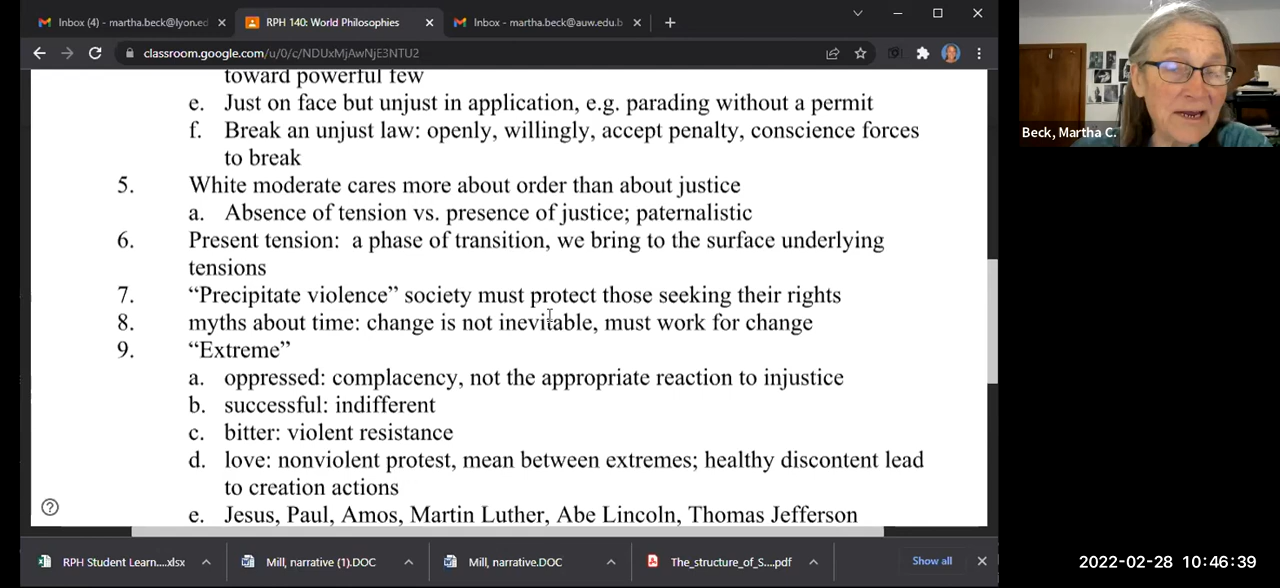 Inbox (4) - martha.beck@lyon.ed
RPH 140: World Philosophies
Inbox - martha.beck@auw.edu.b
classroom.google.com/u/0/c/NDUxMjAwNjE3NTU2
toward powerful few
e. Just on face but unjust in application, e.g. parading without a permit
f. Break an unjust law: openly, willingly, accept penalty, conscience forces
to break
5. White moderate cares more about order than about justice
a. Absence of tension vs. presence of justice; paternalistic
6. Present tension: a phase of transition, we bring to the surface underlying
tensions
7. “Precipitate violence” society must protect those seeking their rights
8. myths about time: change is not inevitable, must work for change
9. “Extreme”
a. oppressed: complacency, not the appropriate reaction to injustice
b. successful: indifferent
c. bitter: violent resistance
d. love: nonviolent protest, mean between extremes; healthy discontent lead
to creation actions
e. Jesus, Paul, Amos, Martin Luther, Abe Lincoln, Thomas Jefferson
RPH Student Learn....xlsx
Mill, narrative (1).DOC
Mill, narrative.DOC
The_structure_of_S....pdf
Show all
Beck, Martha C.
2022-02-28 10:46:39